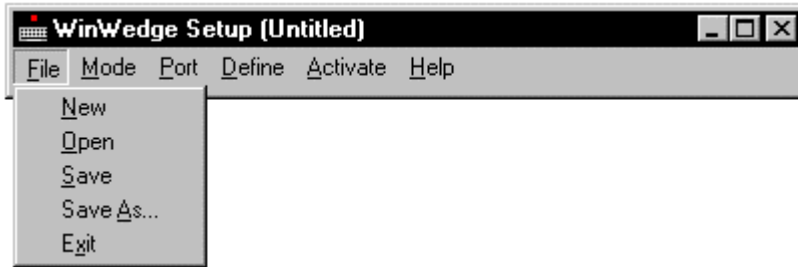 WinWedge Setup (Untitled)
File Mode Port Define Activate Help
New
Open
Save
Save As...
Exit